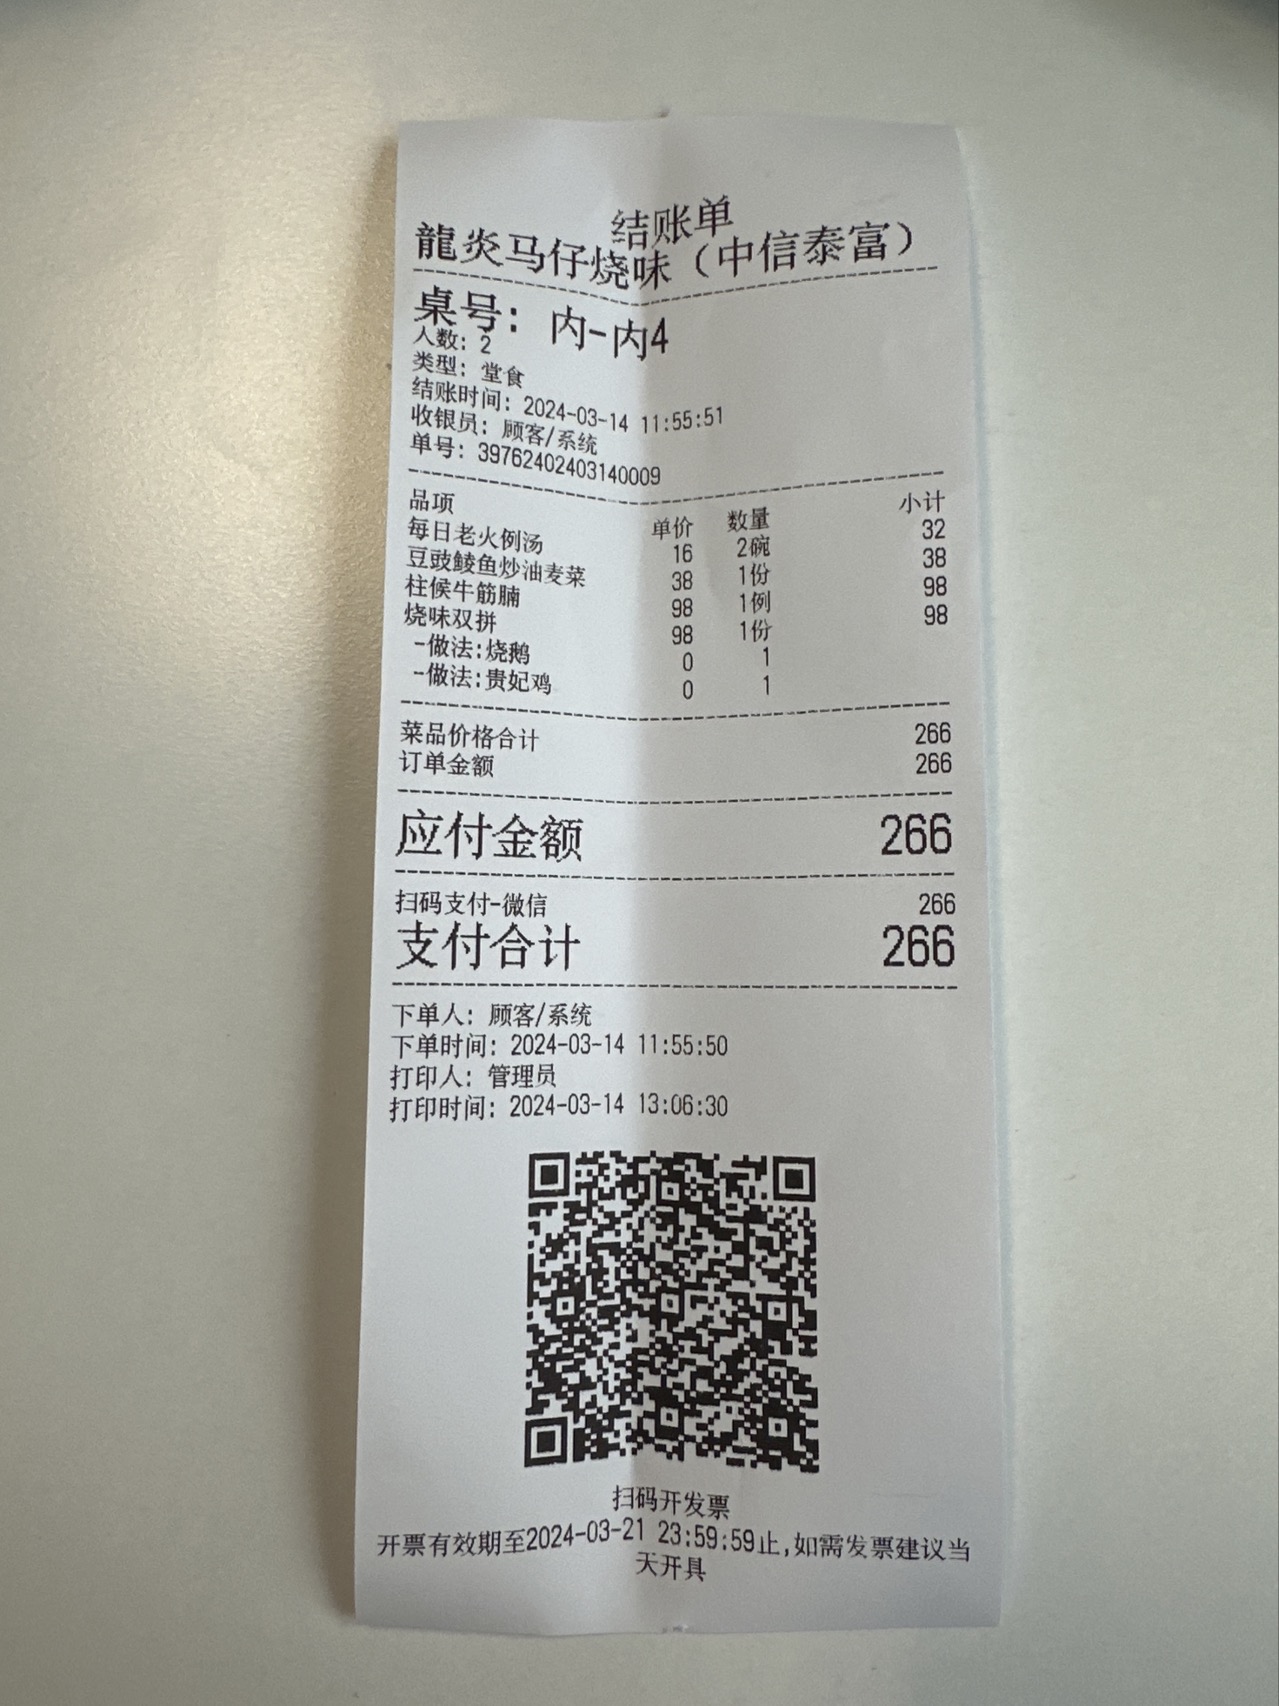 结账单
龍炎马仔烧味（中信泰富）
桌号：内-内4
人数：2
类型：堂食
结账时间：2024-03-14 11:55:51
收银员：顾客/系统
单号：39762402403140009
品项 单价 数量 小计
每日老火例汤 16 2碗 32
豆豉鲮鱼炒油麦菜 38 1份 38
柱候牛筋腩 98 1例 98
烧味双拼 98 1份 98
-做法:烧鹅 0 1
-做法:贵妃鸡 0 1
菜品价格合计 266
订单金额 266
应付金额 266
扫码支付-微信 266
支付合计 266
下单人：顾客/系统
下单时间：2024-03-14 11:55:50
打印人：管理员
打印时间：2024-03-14 13:06:30
扫码开发票
开票有效期至2024-03-21 23:59:59止,如需发票建议当
天开具